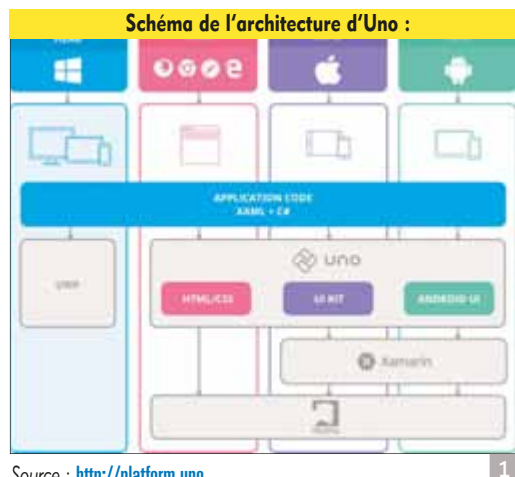 Schéma de l'architecture d'Uno :
APPLICATION CODE
XAML + C#
uno
UWP
HTML/CSS
UI KIT
ANDROID UI
Xamarin
Source : http://platform.uno
1